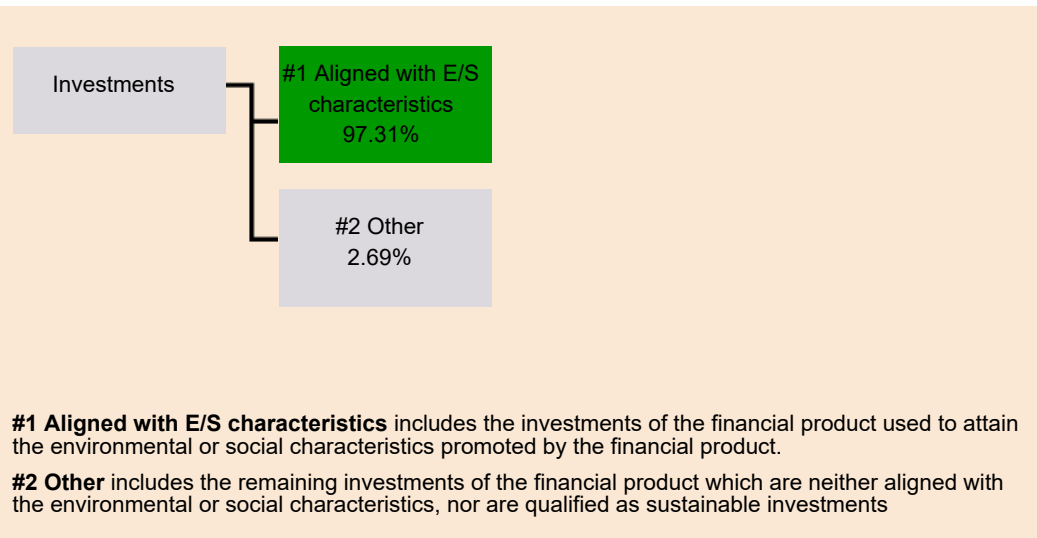 Investments
#1 Aligned with E/S
characteristics
97.31%
#2 Other
2.69%
#1 Aligned with E/S characteristics includes the investments of the financial product used to attain
the environmental or social characteristics promoted by the financial product.
#2 Other includes the remaining investments of the financial product which are neither aligned with
the environmental or social characteristics, nor are qualified as sustainable investments